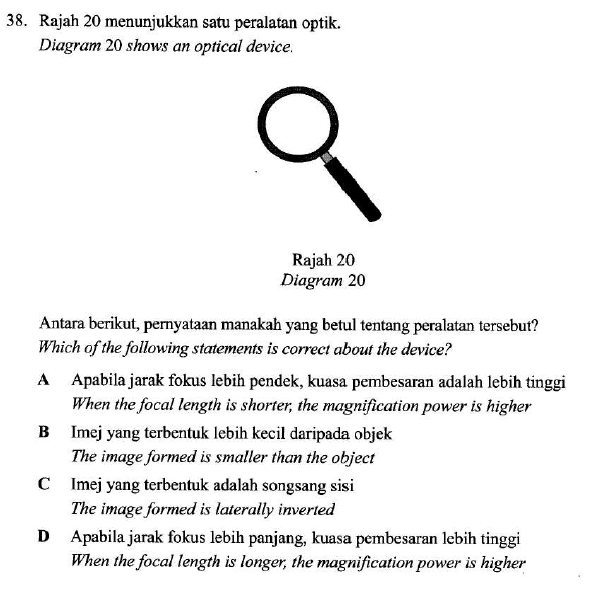 38. Rajah 20 menunjukkan satu peralatan optik.
Diagram 20 shows an optical device.
Rajah 20
Diagram 20
Antara berikut, pernyataan manakah yang betul tentang peralatan tersebut?
Which of the following statements is correct about the device?
A Apabila jarak fokus lebih pendek, kuasa pembesaran adalah lebih tinggi
When the focal length is shorter, the magnification power is higher
B Imej yang terbentuk lebih kecil daripada objek
The image formed is smaller than the object
C Imej yang terbentuk adalah songsang sisi
The image formed is laterally inverted
D Apabila jarak fokus lebih panjang, kuasa pembesaran lebih tinggi
When the focal length is longer, the magnification power is higher